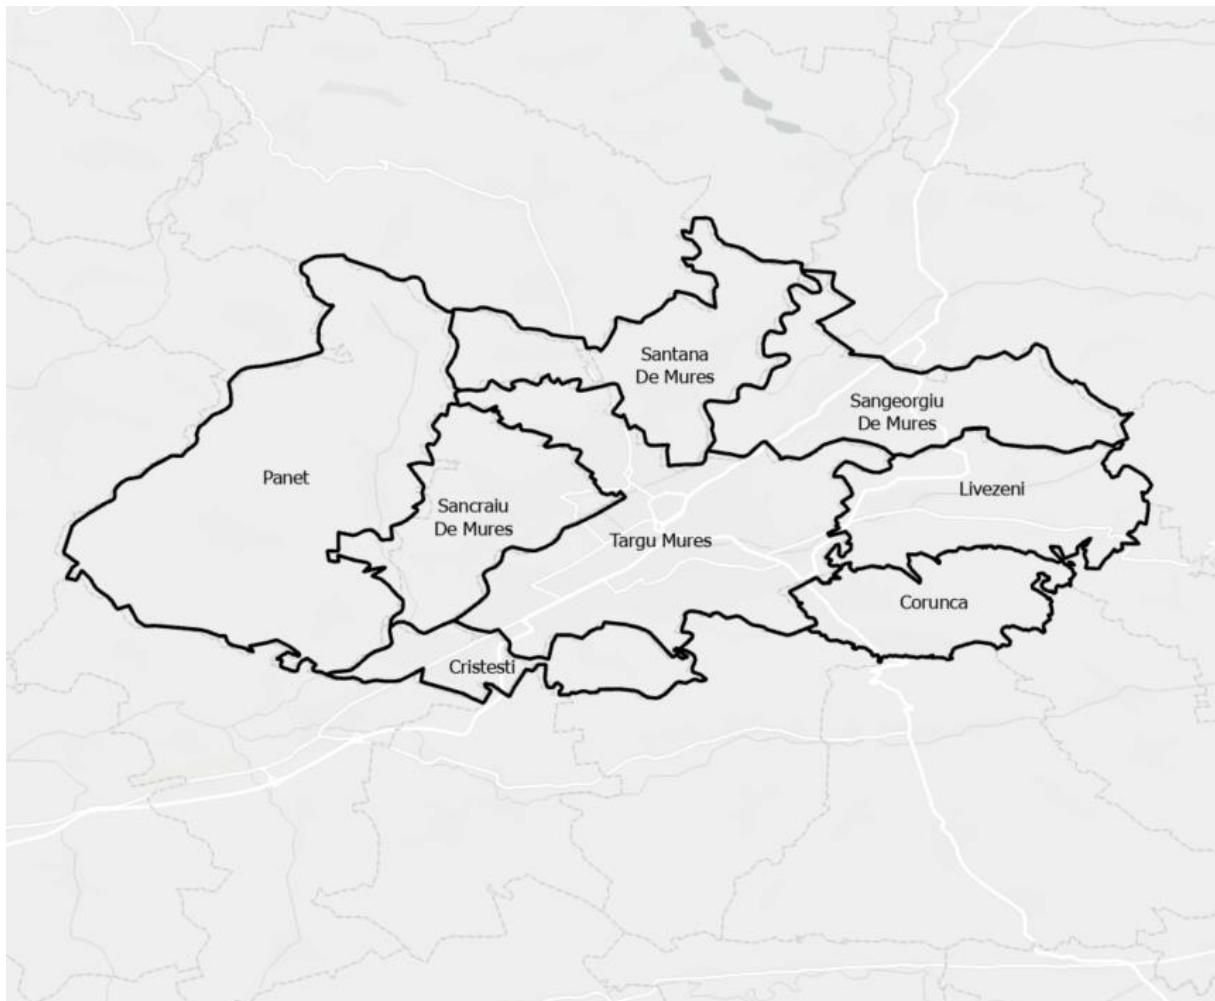 Santana
De Mures
Sangeorgiu
De Mures
Panet
Livezeni
Sancraiu
De Mures
Targu Mures
Corunca
Cristesti